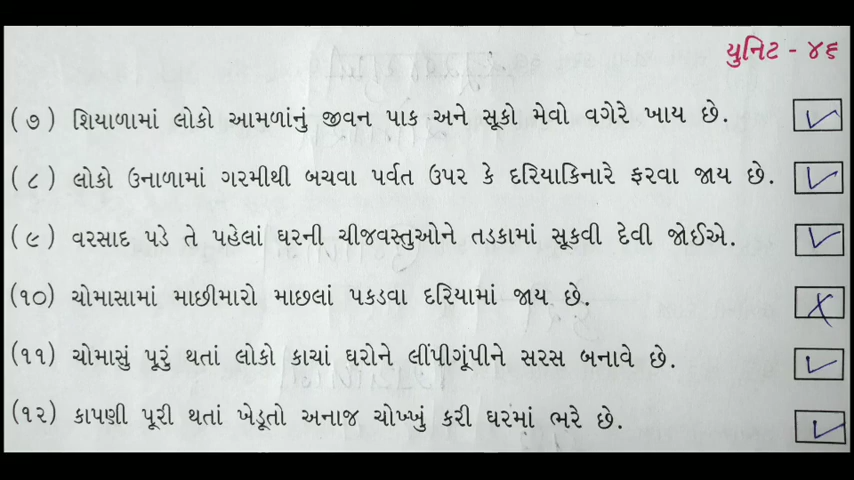 યુનિટ - ૪૬
(૭) શિયાળામાં લોકો આમળાંનું જીવન પાક અને સૂકો મેવો વગેરે ખાય છે. ✓
(૮) લોકો ઉનાળામાં ગરમીથી બચવા પર્વત ઉપર કે દરિયાકિનારે ફરવા જાય છે. ✓
(૯) વરસાદ પડે તે પહેલાં ઘરની ચીજવસ્તુઓને તડકામાં સૂકવી દેવી જોઈએ. ✓
(૧૦) ચોમાસામાં માછીમારો માછલાં પકડવા દરિયામાં જાય છે. ✗
(૧૧) ચોમાસું પૂરું થતાં લોકો કાચાં ઘરોને લીંપીગૂંપીને સરસ બનાવે છે. ✓
(૧૨) કાપણી પૂરી થતાં ખેડૂતો અનાજ ચોખ્ખું કરી ઘરમાં ભરે છે. ✓